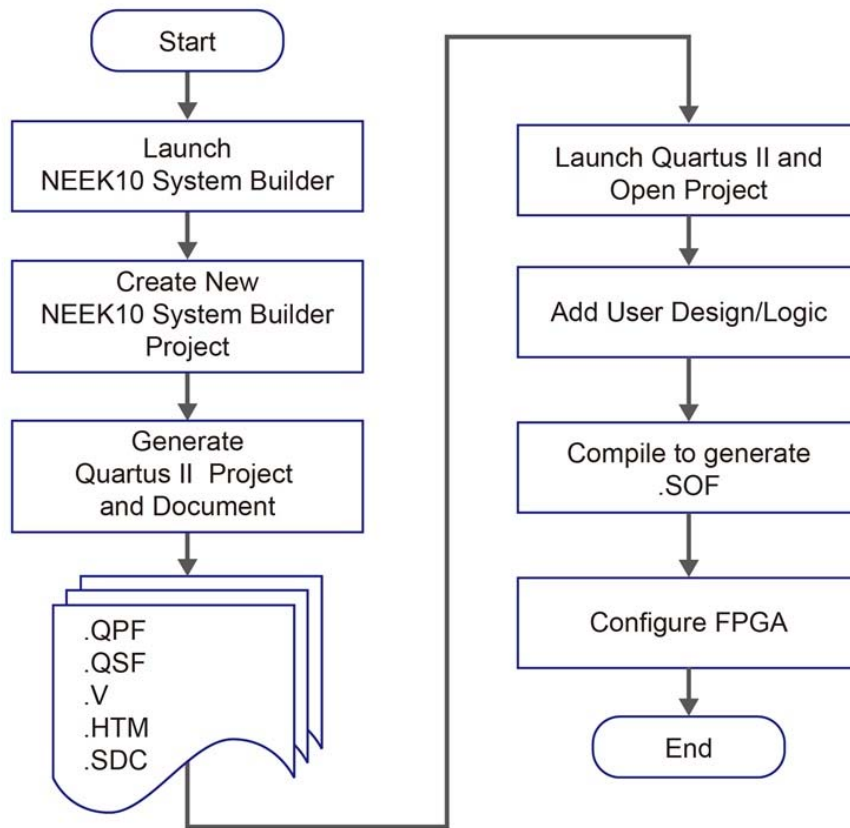 Start
Launch
NEEK10 System Builder
Create New
NEEK10 System Builder
Project
Generate
Quartus II Project
and Document
.QPF
.QSF
.V
.HTM
.SDC
Launch Quartus II and
Open Project
Add User Design/Logic
Compile to generate
.SOF
Configure FPGA
End